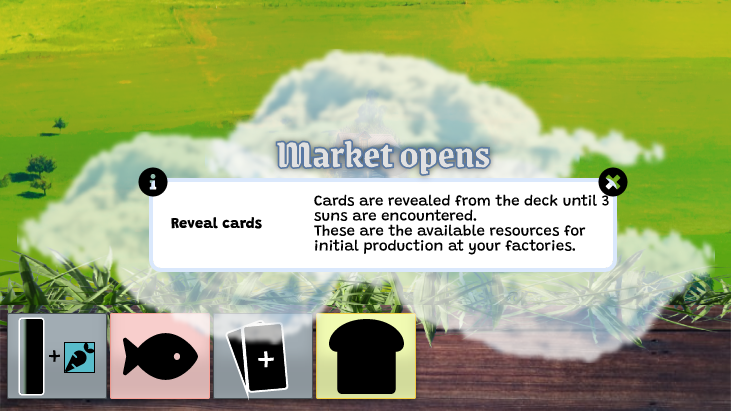 Market opens
Reveal cards
Cards are revealed from the deck until 3
suns are encountered.
These are the available resources for
initial production at your factories.